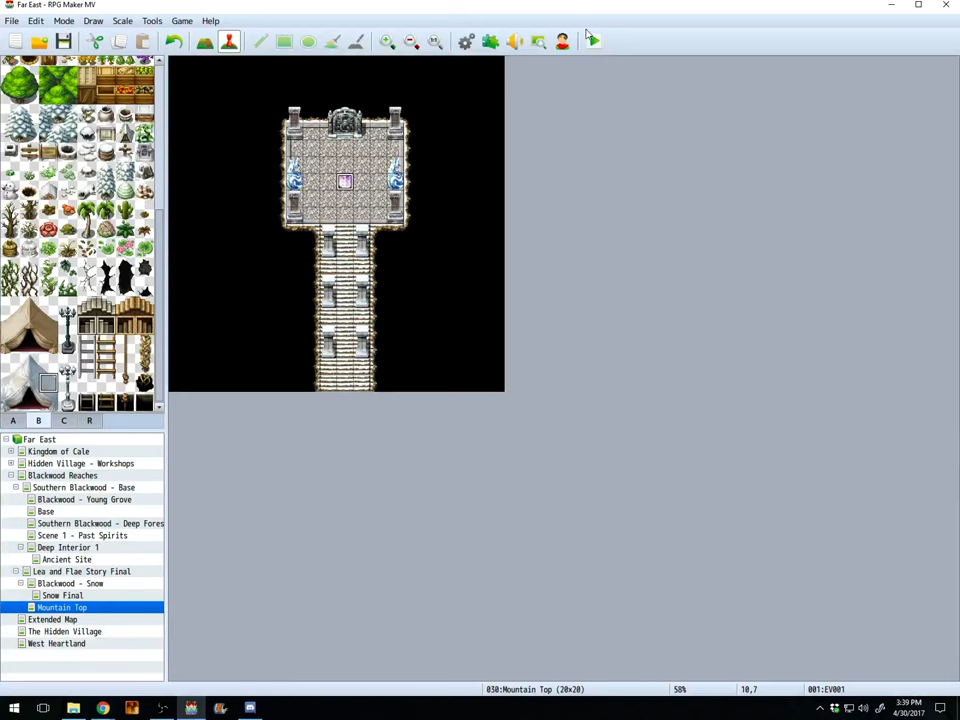 Far East - RPG Maker MV
File Edit Mode Draw Scale Tools Game Help
1:1
A B C R
Far East
Kingdom of Cale
Hidden Village - Workshops
Blackwood Reaches
Southern Blackwood - Base
Blackwood - Young Grove
Base
Southern Blackwood - Deep Fores
Scene 1 - Past Spirits
Deep Interior 1
Ancient Site
Lea and Flae Story Final
Blackwood - Snow
Snow Final
Mountain Top
Extended Map
The Hidden Village
West Heartland
030:Mountain Top (20x20) 58% 10,7 001:EV001
3:39 PM
4/30/2017